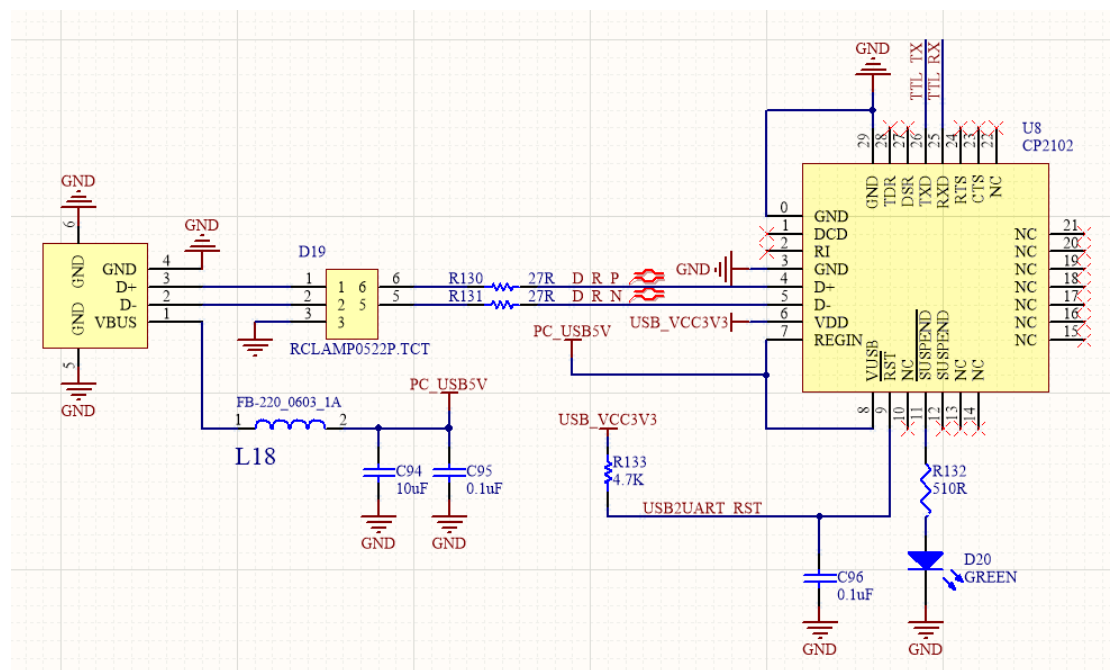 GND
TTL_TX
TTL_RX
U8
CP2102
29
28
27
26
25
24
23
22
GND
TDR
DSR
TXD
RXD
RTS
CTS
NC
GND
6
GND
GND
GND
5
GND
GND 4
D+ 3
D- 2
VBUS 1
GND
D19
1 1 6 6
2 2 5 5
3 3
RCLAMP0522P.TCT
R130 27R D_R_P
R131 27R D_R_N
GND
USB_VCC3V3
PC_USB5V
0 GND
1 DCD
2 RI
3 GND
4 D+
5 D-
6 VDD
7 REGIN
NC 21
NC 20
NC 19
NC 18
NC 17
NC 16
NC 15
VUSB
RST
NC
SUSPEND
SUSPEND
NC
NC
8
9
10
11
12
13
14
PC_USB5V
FB-220_0603_1A
1 2
L18
C94
10uF
C95
0.1uF
GND
GND
USB_VCC3V3
R133
4.7K
USB2UART_RST
C96
0.1uF
GND
R132
510R
D20
GREEN
GND